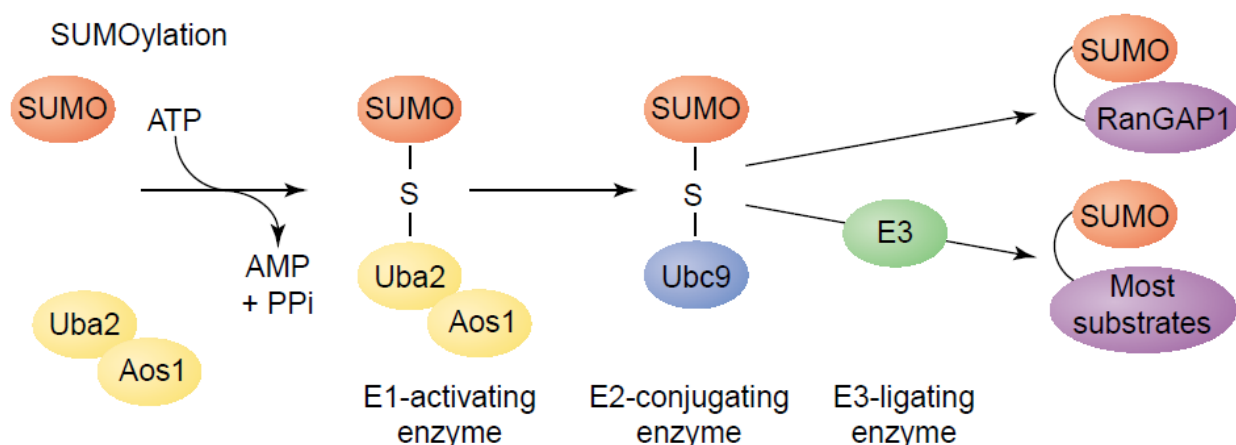 SUMOylation
SUMO
ATP
AMP
+ PPi
Uba2
Aos1
SUMO
S
Uba2
Aos1
E1-activating
enzyme
SUMO
S
Ubc9
E2-conjugating
enzyme
E3
E3-ligating
enzyme
SUMO
RanGAP1
SUMO
Most
substrates